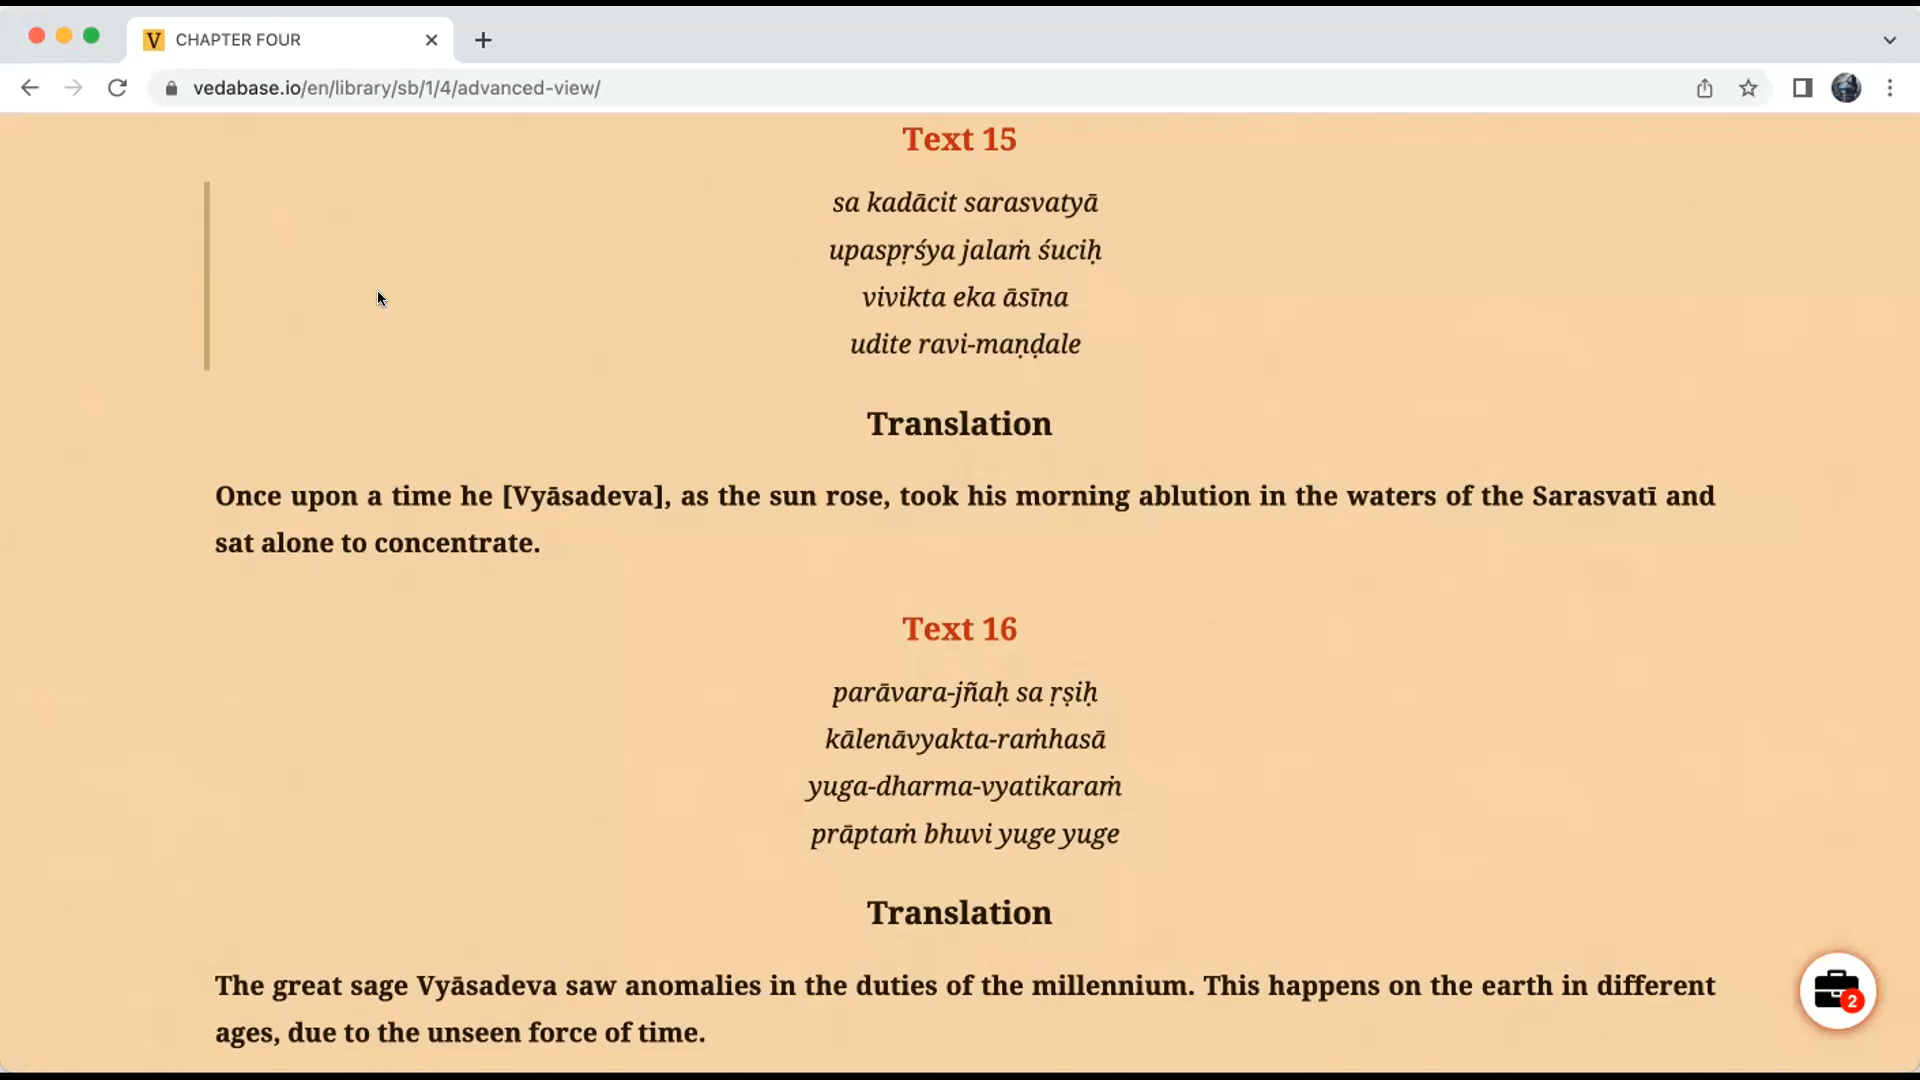 CHAPTER FOUR
vedabase.io/en/library/sb/1/4/advanced-view/
Text 15
sa kadācit sarasvatyā
upaspṛśya jalaṁ śuciḥ
vivikta eka āsīna
udite ravi-maṇḍale
Translation
Once upon a time he [Vyāsadeva], as the sun rose, took his morning ablution in the waters of the Sarasvatī and
sat alone to concentrate.
Text 16
parāvara-jñaḥ sa ṛṣiḥ
kālenāvyakta-raṁhasā
yuga-dharma-vyatikaraṁ
prāptaṁ bhuvi yuge yuge
Translation
The great sage Vyāsadeva saw anomalies in the duties of the millennium. This happens on the earth in different
ages, due to the unseen force of time.
2